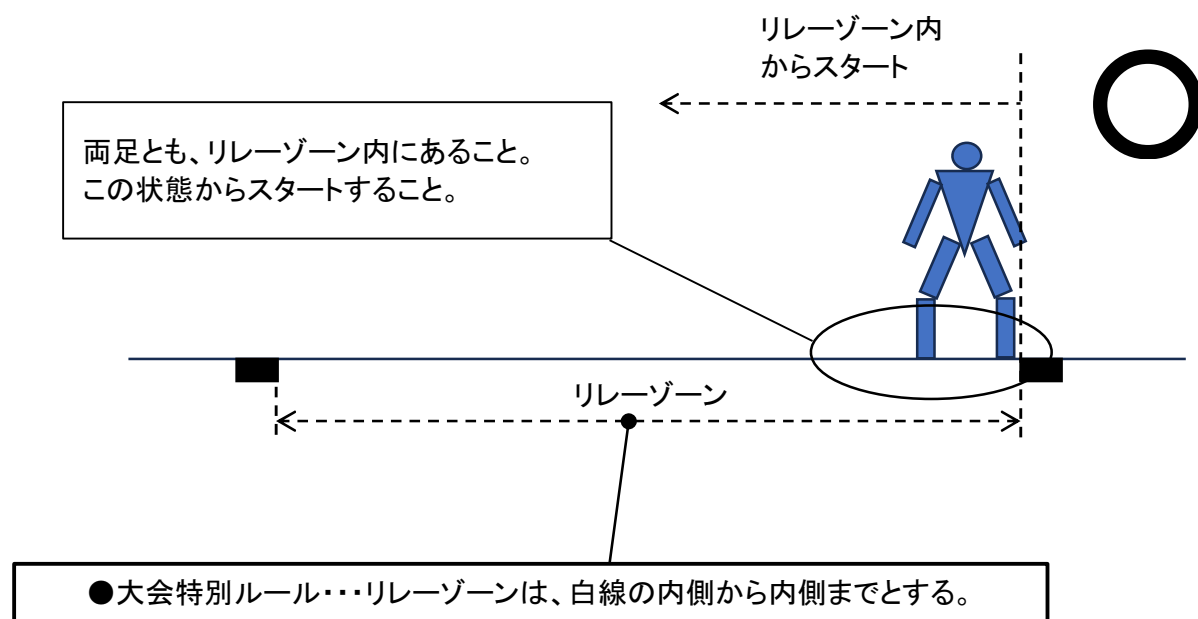 リレーゾーン内
からスタート
両足とも、リレーゾーン内にあること。
この状態からスタートすること。
リレーゾーン
●大会特別ルール・・・リレーゾーンは、白線の内側から内側までとする。